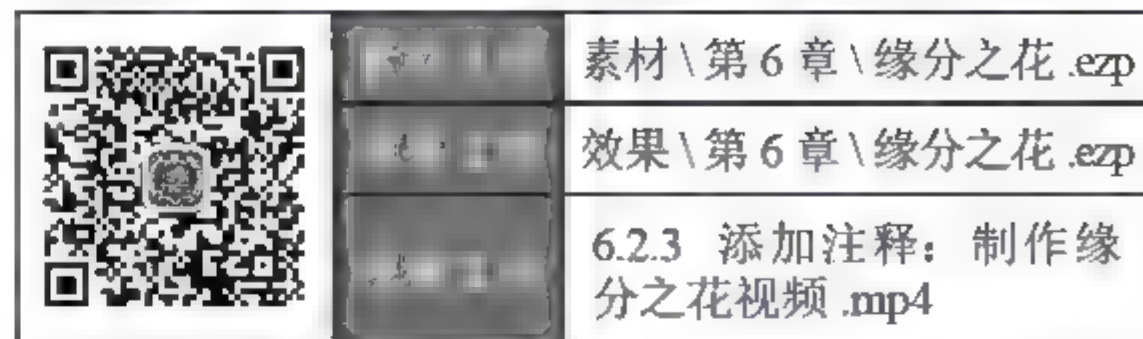 素材\第 6 章\缘分之花 .ezp
效果\第 6 章\缘分之花 .ezp
6.2.3 添加注释：制作缘
分之花视频 .mp4